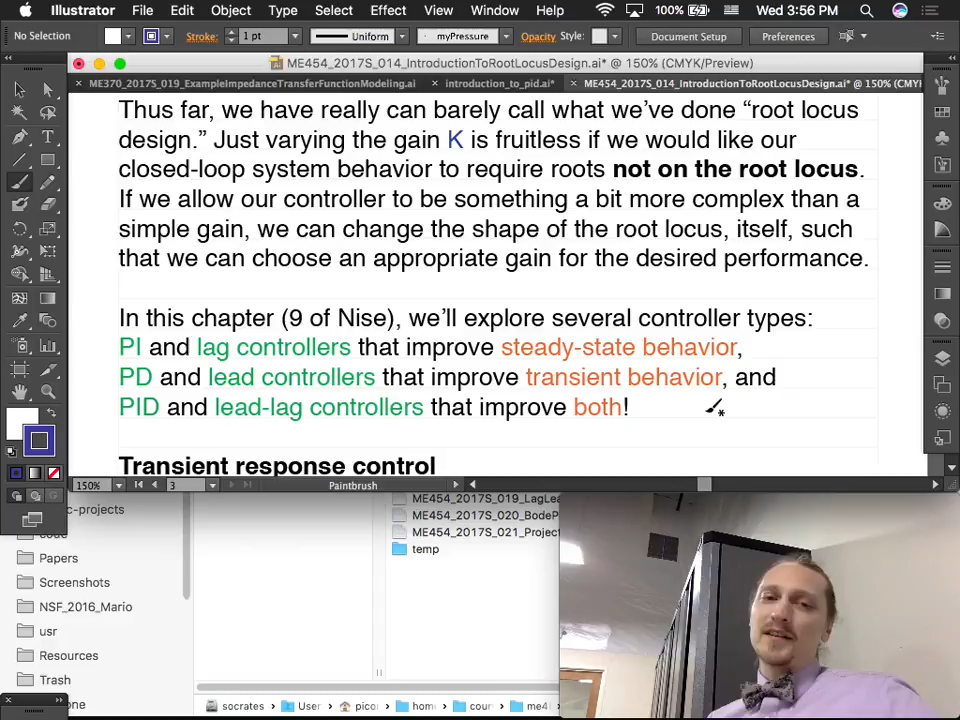 Illustrator File Edit Object Type Select Effect View Window Help 100% Wed 3:56 PM
No Selection Stroke: 1 pt Uniform myPressure Opacity Style: Document Setup Preferences
ME454_2017S_014_IntroductionToRootLocusDesign.ai* @ 150% (CMYK/Preview)
ME370_2017S_019_ExampleImpedanceTransferFunctionModeling.ai introduction_to_pid.ai* ME454_2017S_014_IntroductionToRootLocusDesign.ai* @ 150% (CMYK/
Thus far, we have really can barely call what we’ve done “root locus
design.” Just varying the gain K is fruitless if we would like our
closed-loop system behavior to require roots not on the root locus.
If we allow our controller to be something a bit more complex than a
simple gain, we can change the shape of the root locus, itself, such
that we can choose an appropriate gain for the desired performance.
In this chapter (9 of Nise), we’ll explore several controller types:
PI and lag controllers that improve steady-state behavior,
PD and lead controllers that improve transient behavior, and
PID and lead-lag controllers that improve both!
Transient response control
150% 3 Paintbrush
c-projects
code
Papers
Screenshots
NSF_2016_Mario
usr
Resources
Trash
ME454_2017S_019_LagLea
ME454_2017S_020_BodeP
ME454_2017S_021_Project
temp
socrates User pico home cour me4